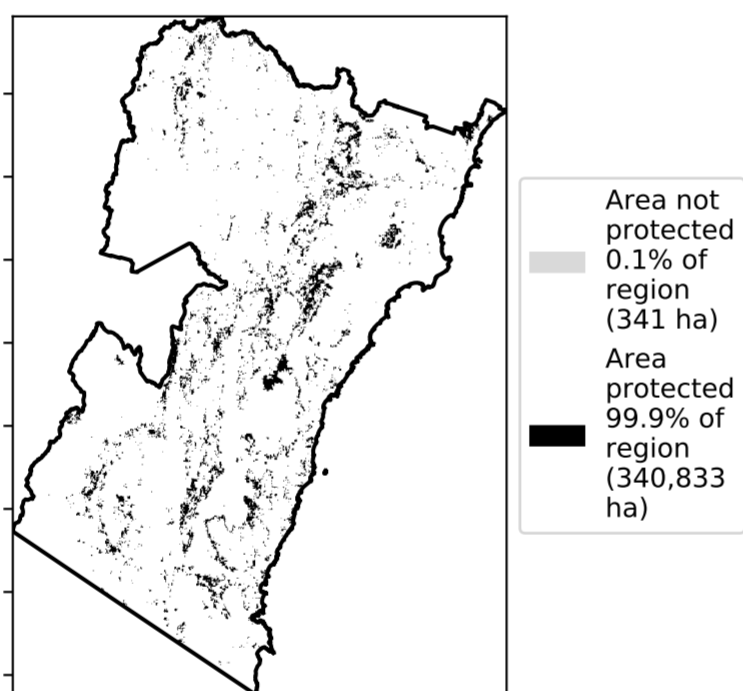 Area not
protected
0.1% of
region
(341 ha)
Area
protected
99.9% of
region
(340,833
ha)